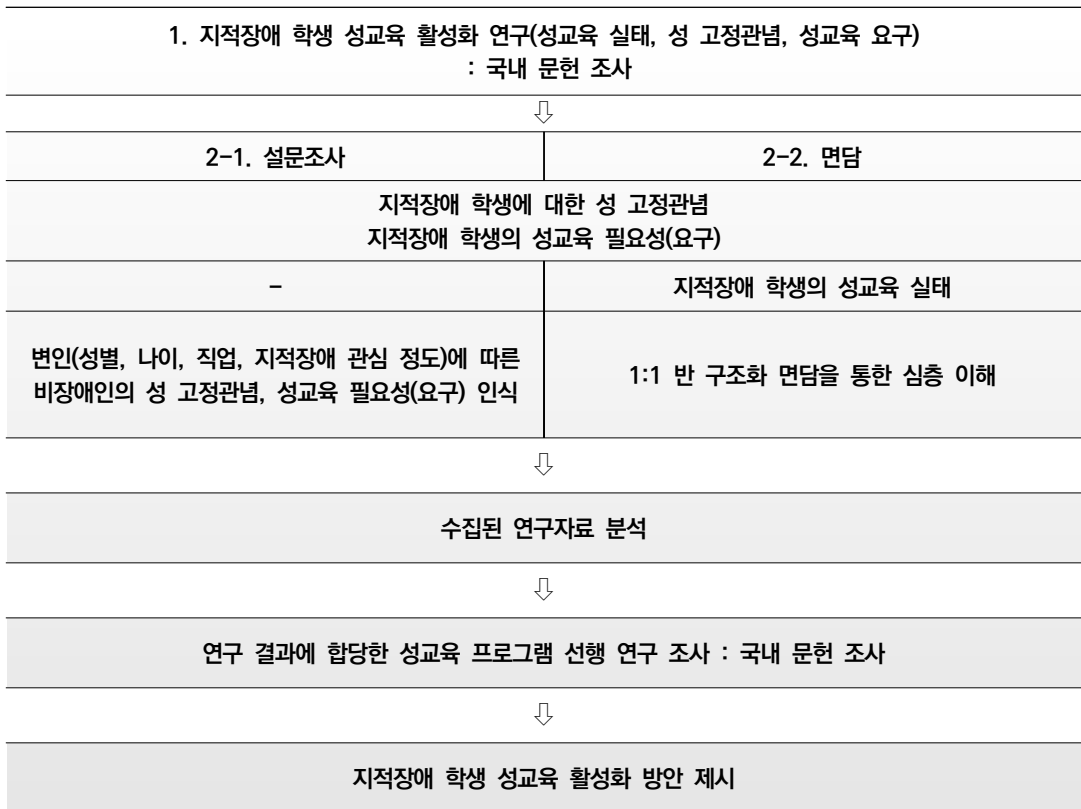 1. 지적장애 학생 성교육 활성화 연구(성교육 실태, 성 고정관념, 성교육 요구)
: 국내 문헌 조사
⇩
2-1. 설문조사
2-2. 면담
지적장애 학생에 대한 성 고정관념
지적장애 학생의 성교육 필요성(요구)
-
지적장애 학생의 성교육 실태
변인(성별, 나이, 직업, 지적장애 관심 정도)에 따른
비장애인의 성 고정관념, 성교육 필요성(요구) 인식
1:1 반 구조화 면담을 통한 심층 이해
⇩
수집된 연구자료 분석
⇩
연구 결과에 합당한 성교육 프로그램 선행 연구 조사 : 국내 문헌 조사
⇩
지적장애 학생 성교육 활성화 방안 제시